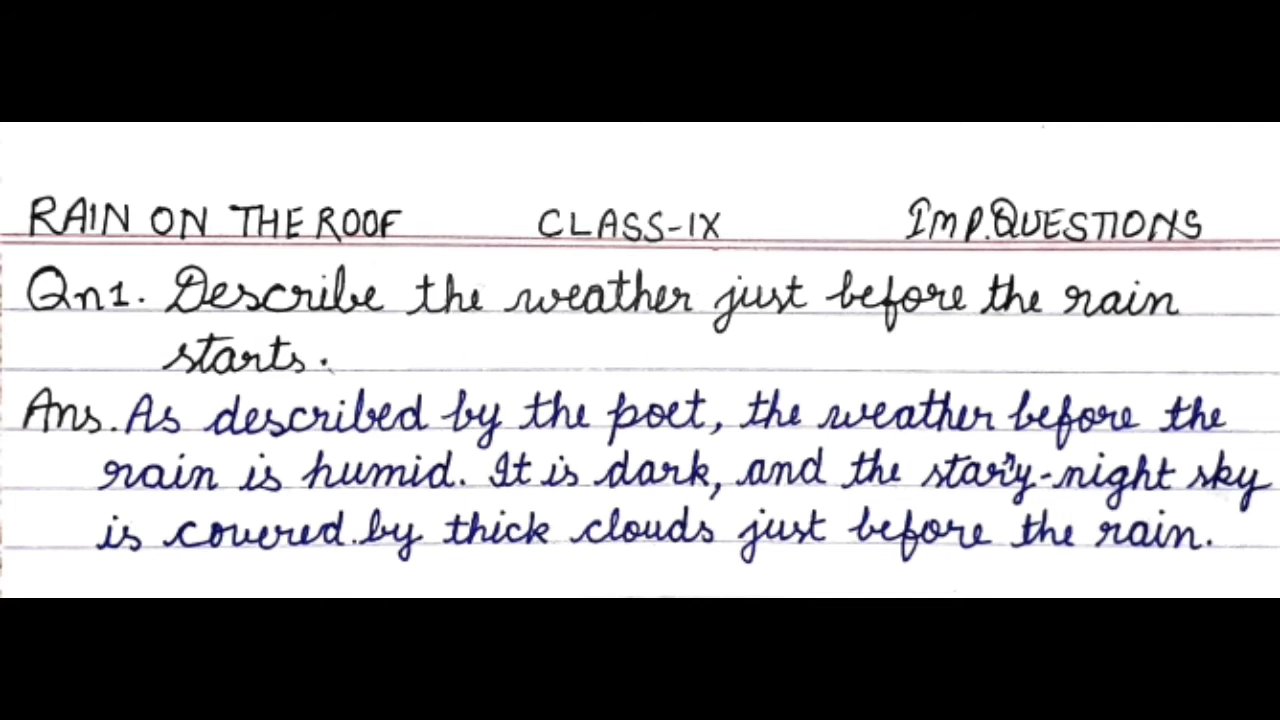 RAIN ON THE ROOF CLASS-IX IMP.QUESTIONS
Qn1. Describe the weather just before the rain
starts.
Ans. As described by the poet, the weather before the
rain is humid. It is dark, and the starry-night sky
is covered by thick clouds just before the rain.